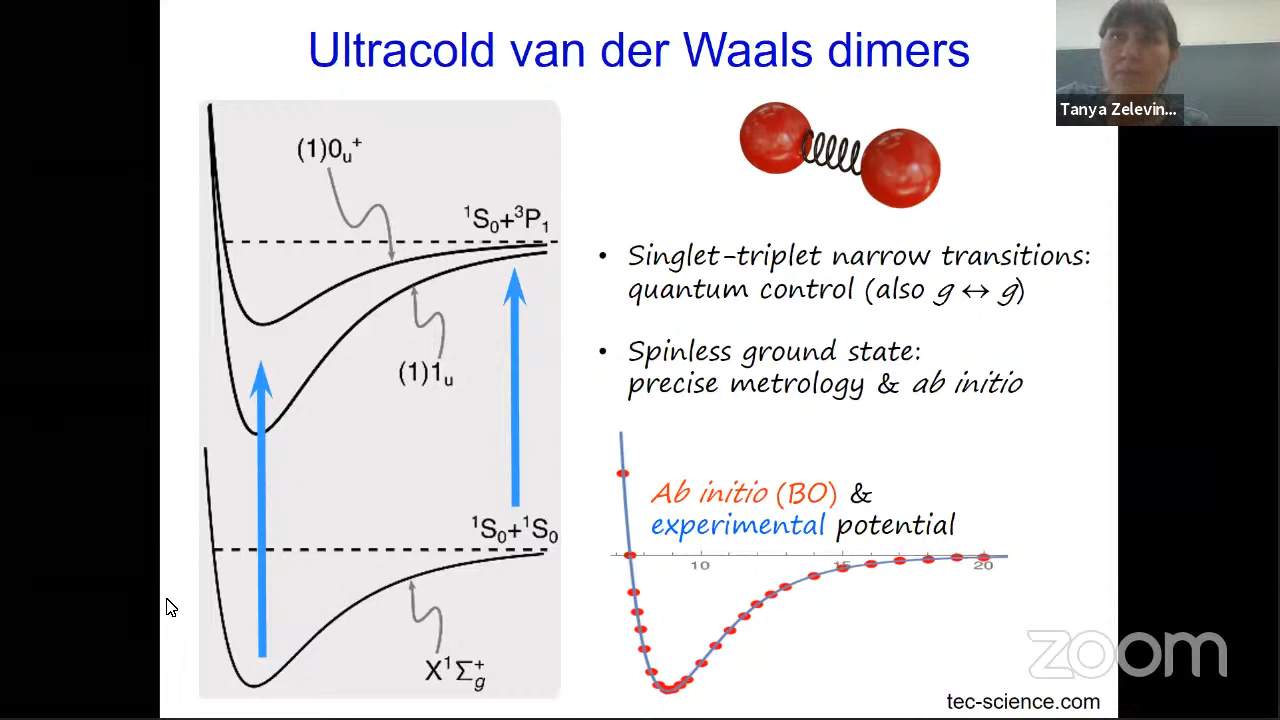 Ultracold van der Waals dimers
Tanya Zelevin...
(1)0ᵤ⁺
¹S₀+³P₁
(1)1ᵤ
¹S₀+¹S₀
X¹Σg⁺
• Singlet-triplet narrow transitions:
quantum control (also g ↔ g)
• Spinless ground state:
precise metrology & ab initio
Ab initio (BO) &
experimental potential
10
15
20
zoom
tec-science.com